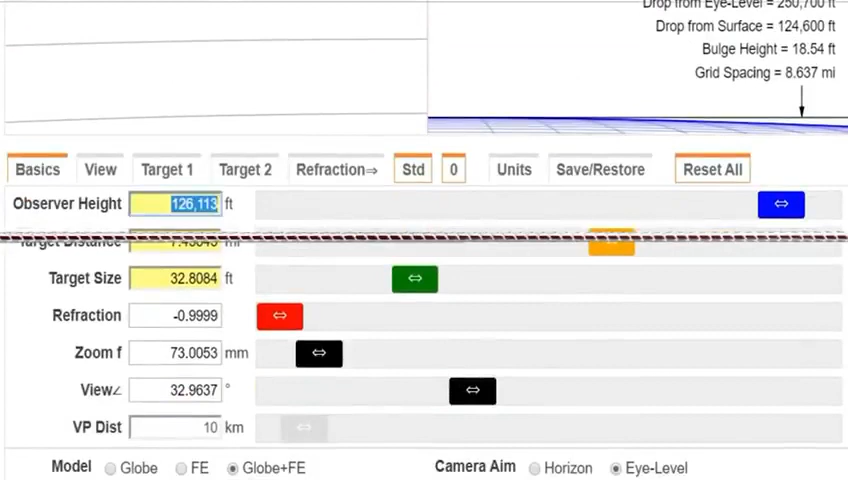 Drop from Eye-Level = 250,700 ft
Drop from Surface = 124,600 ft
Bulge Height = 18.54 ft
Grid Spacing = 8.637 mi
Basics View Target 1 Target 2 Refraction⇒ Std 0 Units Save/Restore Reset All
Observer Height 126,113 ft
Target Distance mi
Target Size 32.8084 ft
Refraction -0.9999
Zoom f 73.0053 mm
View∠ 32.9637 °
VP Dist 10 km
Model Globe FE Globe+FE Camera Aim Horizon Eye-Level